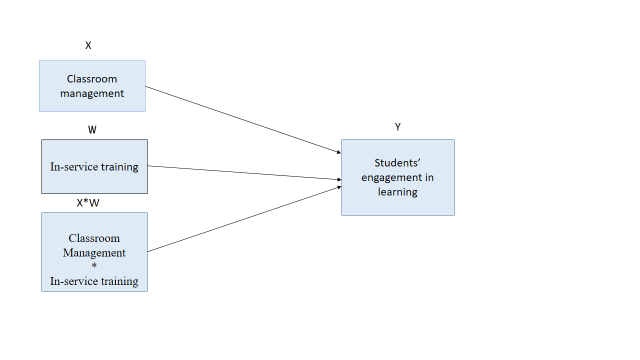 X
Classroom
management
W
In-service training
X*W
Classroom
Management
*
In-service training
Y
Students’
engagement in
learning